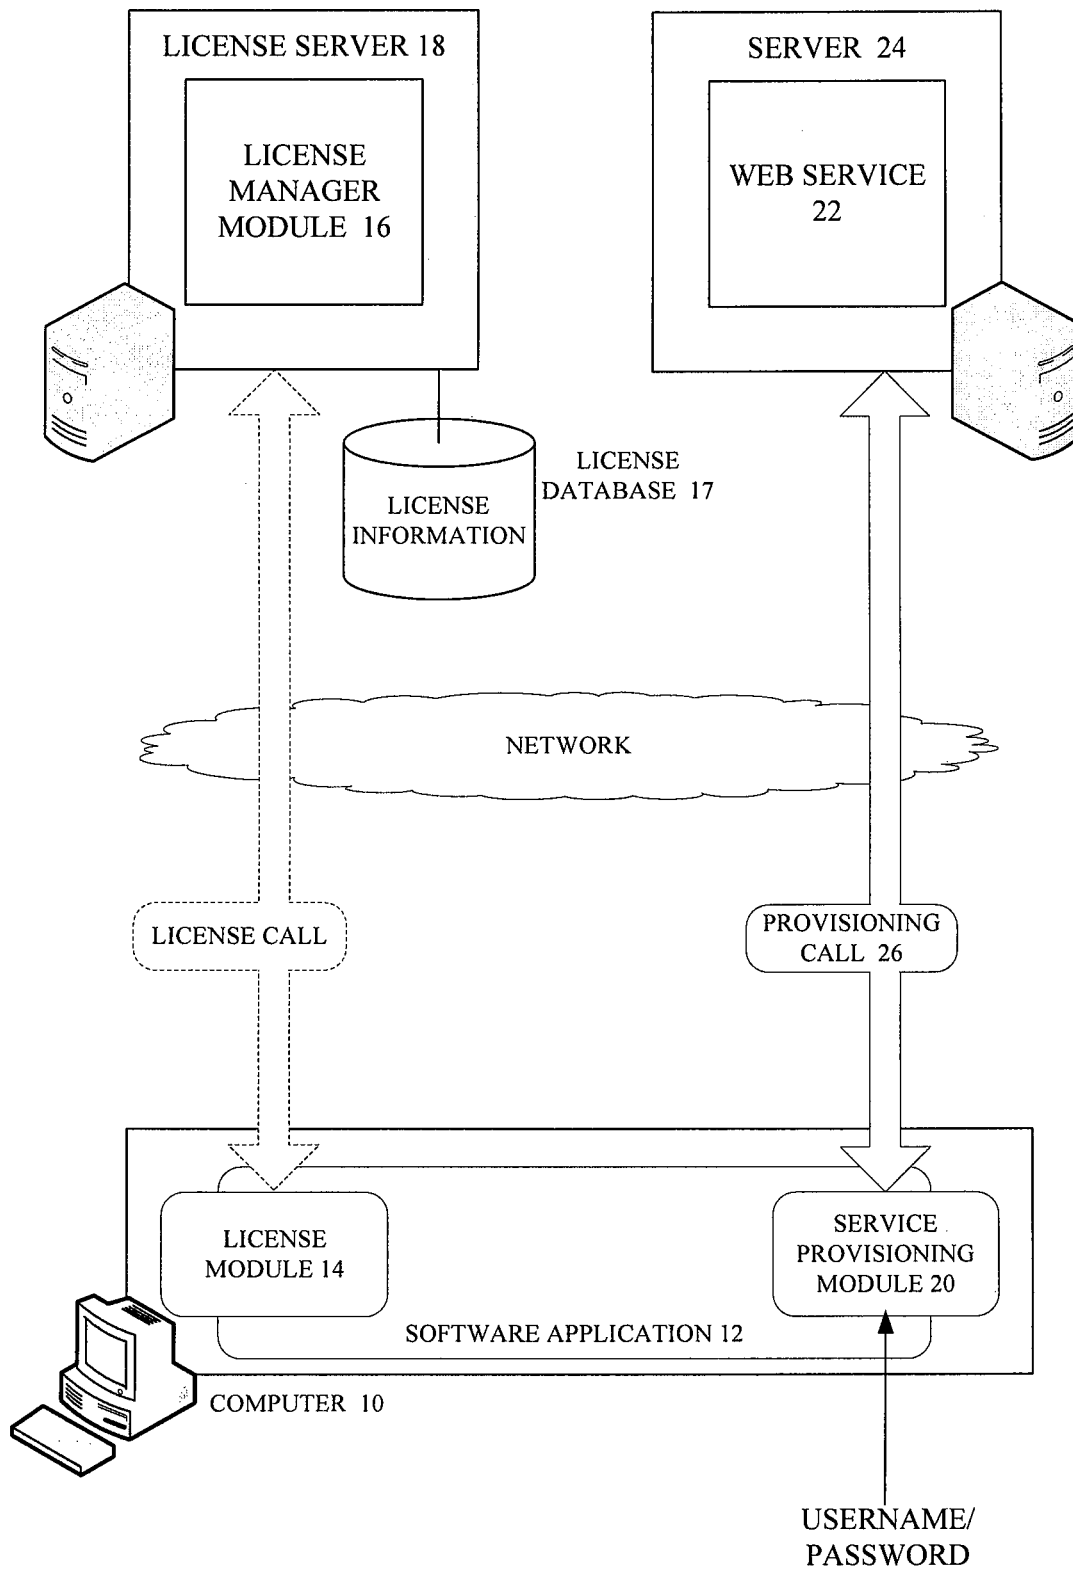 LICENSE SERVER 18
LICENSE
MANAGER
MODULE 16
SERVER 24
WEB SERVICE
22
LICENSE
INFORMATION
LICENSE
DATABASE 17
NETWORK
LICENSE CALL
PROVISIONING
CALL 26
LICENSE
MODULE 14
SERVICE
PROVISIONING
MODULE 20
SOFTWARE APPLICATION 12
COMPUTER 10
USERNAME/
PASSWORD